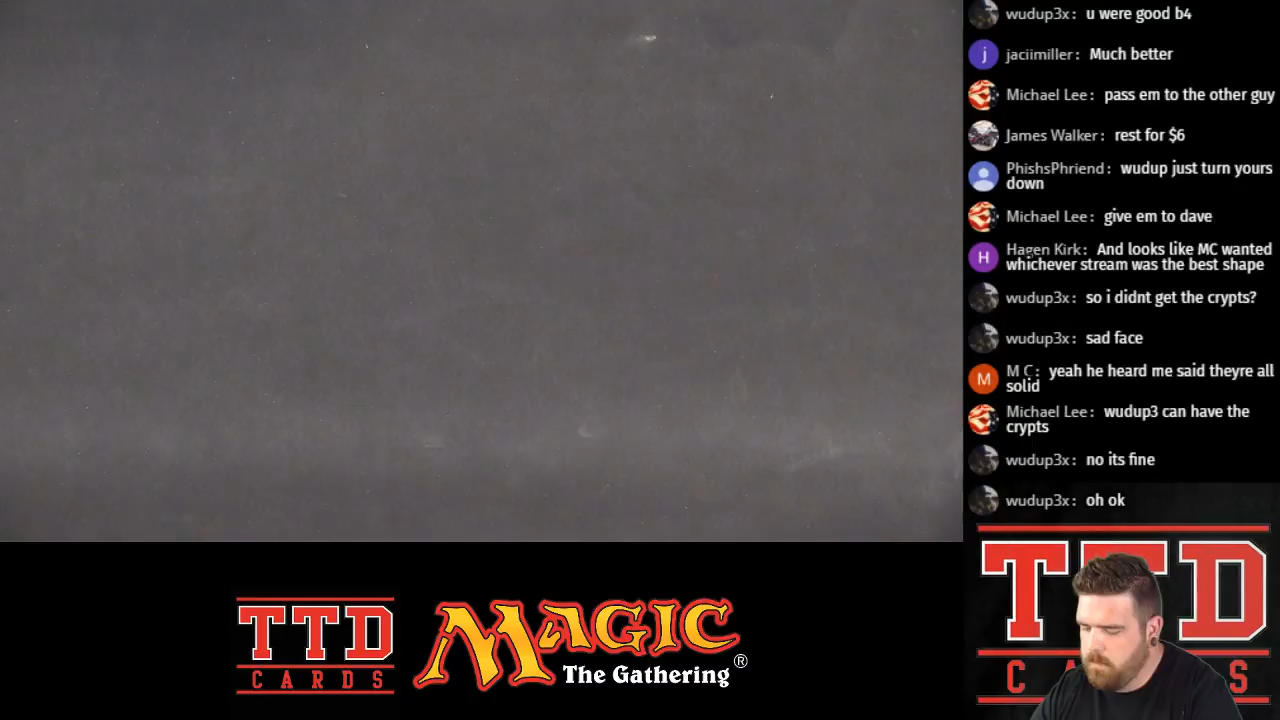 wudup3x: u were good b4
j jaciimiller: Much better
Michael Lee: pass em to the other guy
James Walker: rest for $6
PhishsPhriend: wudup just turn yours
down
Michael Lee: give em to dave
H Hagen Kirk: And looks like MC wanted
whichever stream was the best shape
wudup3x: so i didnt get the crypts?
wudup3x: sad face
M M C: yeah he heard me said theyre all
solid
Michael Lee: wudup3 can have the
crypts
wudup3x: no its fine
wudup3x: oh ok
TTD
CARDS
MAGIC
The Gathering®
TTD
CARDS